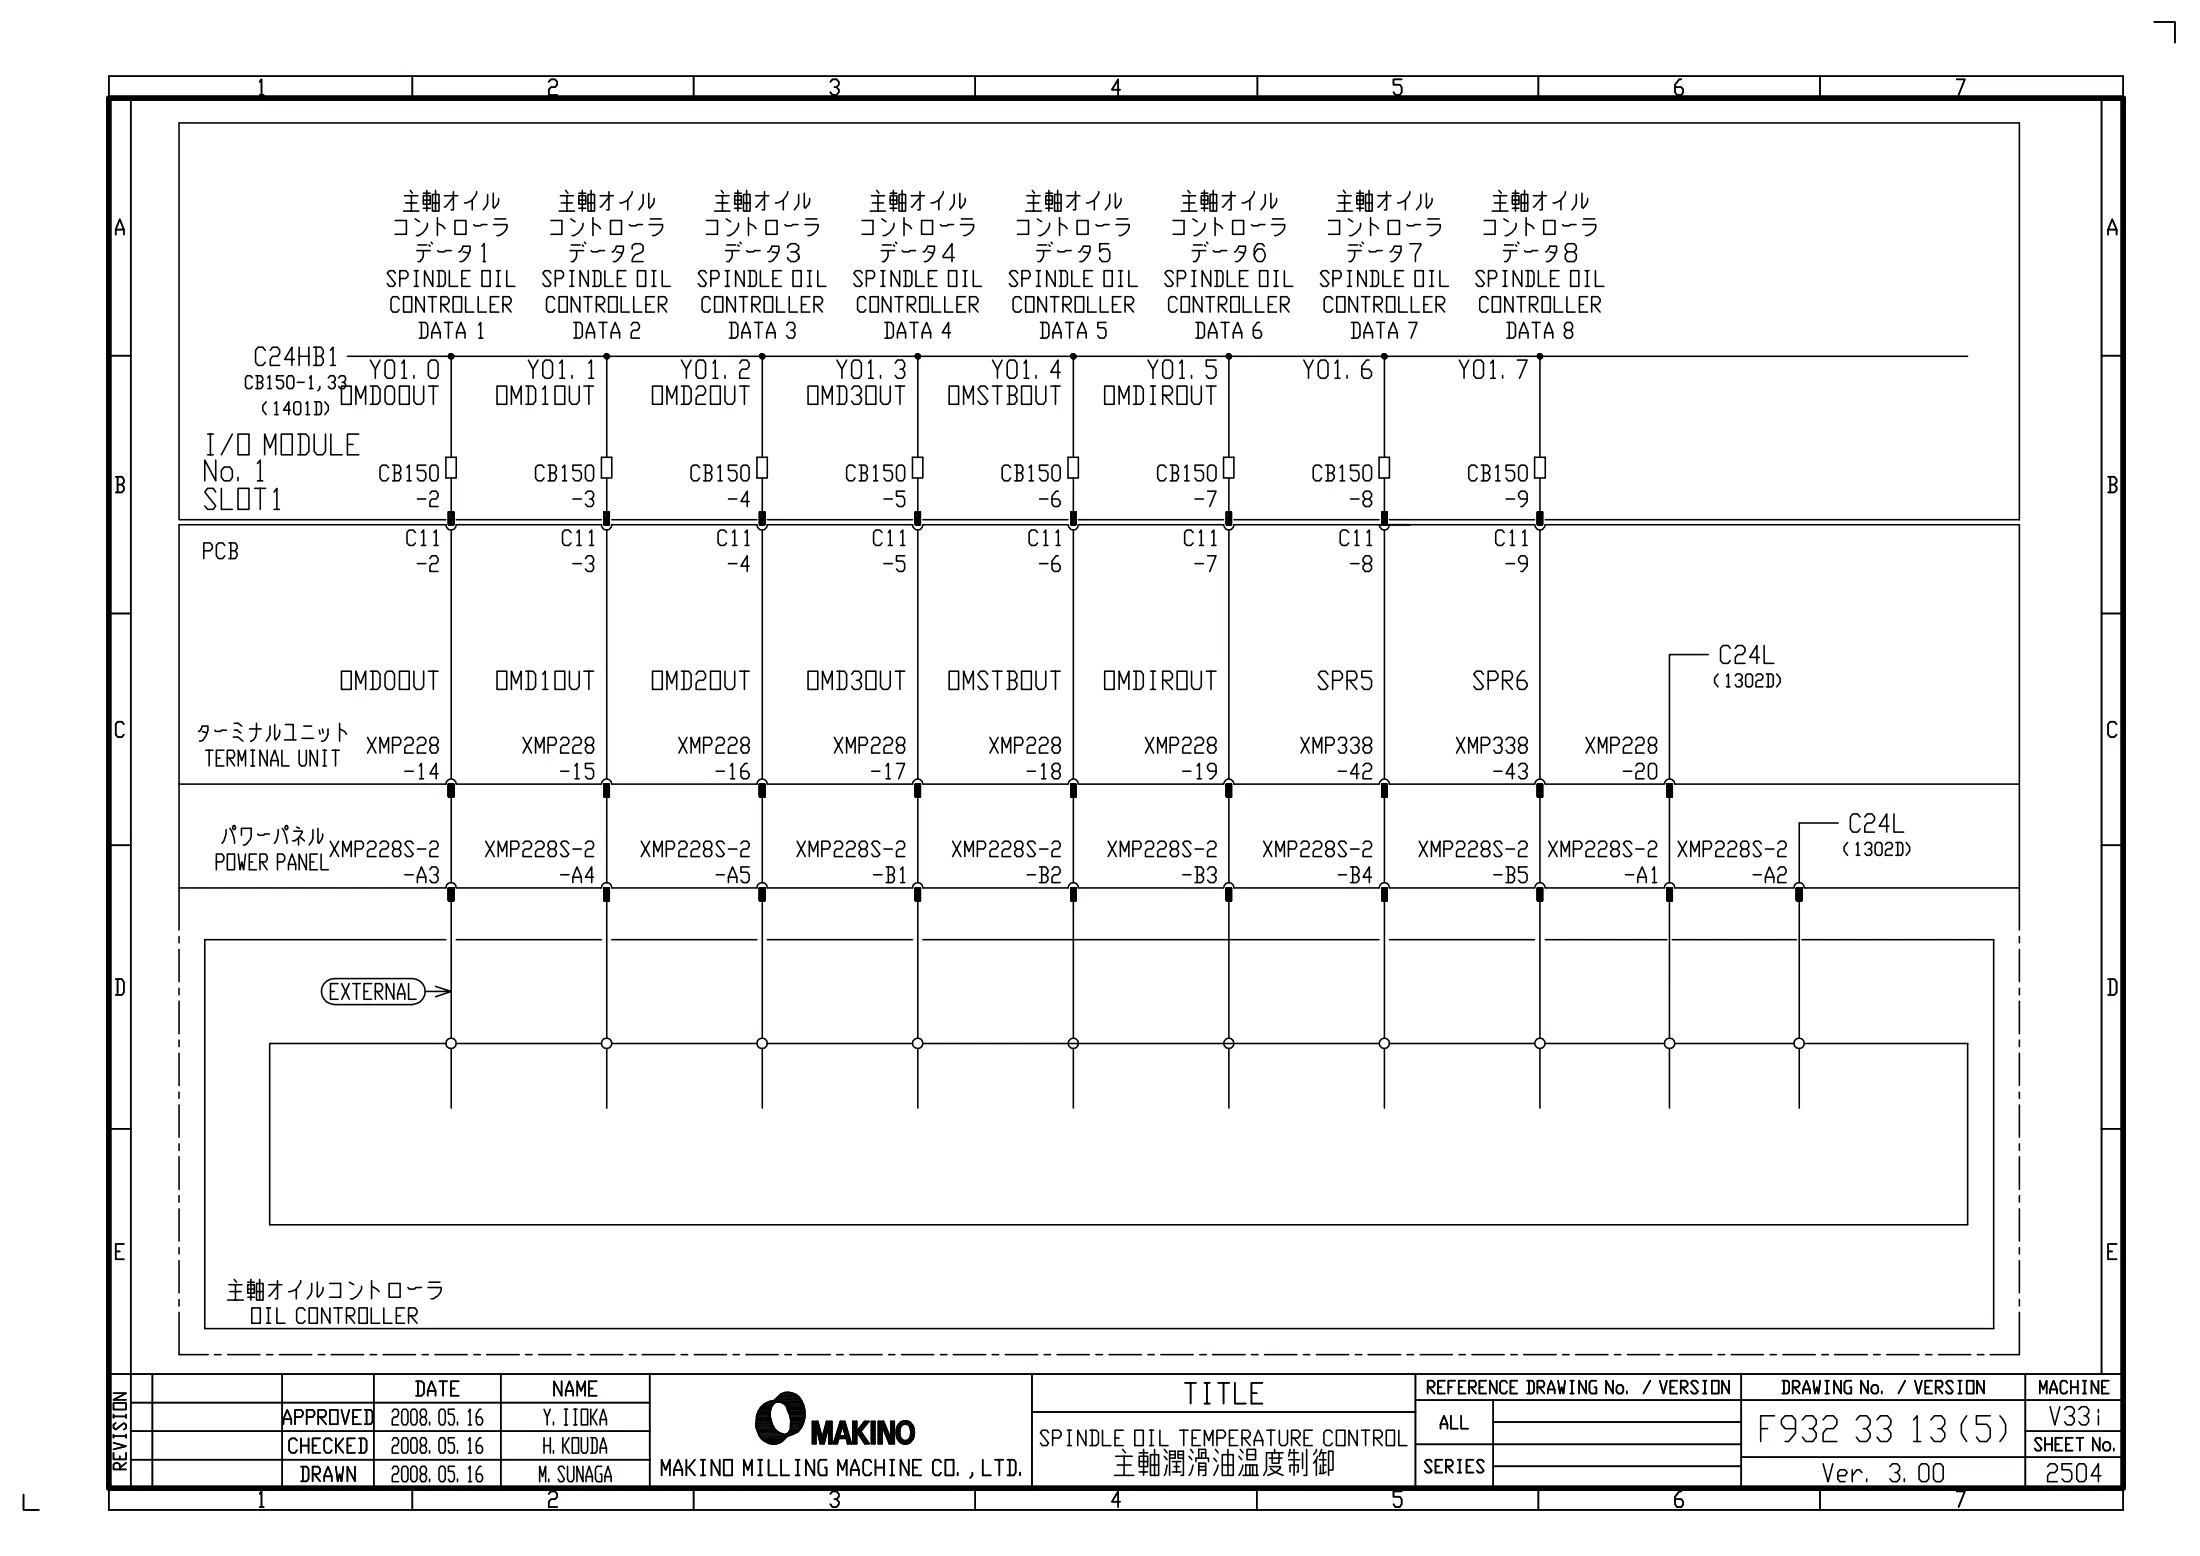 1 2 3 4 5 6 7
主軸オイル 主軸オイル 主軸オイル 主軸オイル 主軸オイル 主軸オイル 主軸オイル 主軸オイル
A コントローラ コントローラ コントローラ コントローラ コントローラ コントローラ コントローラ コントローラ A
データ1 データ2 データ3 データ4 データ5 データ6 データ7 データ8
SPINDLE OIL SPINDLE OIL SPINDLE OIL SPINDLE OIL SPINDLE OIL SPINDLE OIL SPINDLE OIL SPINDLE OIL
CONTROLLER CONTROLLER CONTROLLER CONTROLLER CONTROLLER CONTROLLER CONTROLLER CONTROLLER
DATA 1 DATA 2 DATA 3 DATA 4 DATA 5 DATA 6 DATA 7 DATA 8
C24HB1 Y01.0 Y01.1 Y01.2 Y01.3 Y01.4 Y01.5 Y01.6 Y01.7
CB150-1,33
(1401D) OMD0OUT OMD1OUT OMD2OUT OMD3OUT OMSTBOUT OMDIROUT
I/O MODULE
No.1 CB150 CB150 CB150 CB150 CB150 CB150 CB150 CB150
B B
SLOT1 -2 -3 -4 -5 -6 -7 -8 -9
PCB C11 C11 C11 C11 C11 C11 C11 C11
-2 -3 -4 -5 -6 -7 -8 -9
C24L
OMD0OUT OMD1OUT OMD2OUT OMD3OUT OMSTBOUT OMDIROUT SPR5 SPR6 (1302D)
C ターミナルユニット C
TERMINAL UNIT XMP228 XMP228 XMP228 XMP228 XMP228 XMP228 XMP338 XMP338 XMP228
-14 -15 -16 -17 -18 -19 -42 -43 -20
C24L
パワーパネル XMP228S-2 XMP228S-2 XMP228S-2 XMP228S-2 XMP228S-2 XMP228S-2 XMP228S-2 XMP228S-2 XMP228S-2 XMP228S-2 (1302D)
POWER PANEL -A3 -A4 -A5 -B1 -B2 -B3 -B4 -B5 -A1 -A2
D EXTERNAL D
E E
主軸オイルコントローラ
OIL CONTROLLER
REVISION
DATE NAME
APPROVED 2008.05.16 Y.IIOKA
CHECKED 2008.05.16 H.KOUDA
DRAWN 2008.05.16 M.SUNAGA
MAKINO
MAKINO MILLING MACHINE CO.,LTD.
TITLE
SPINDLE OIL TEMPERATURE CONTROL
主軸潤滑油温度制御
REFERENCE DRAWING No. / VERSION
ALL
SERIES
DRAWING No. / VERSION
F932 33 13(5)
Ver. 3.00
MACHINE
V33i
SHEET No.
2504
1 2 3 4 5 6 7